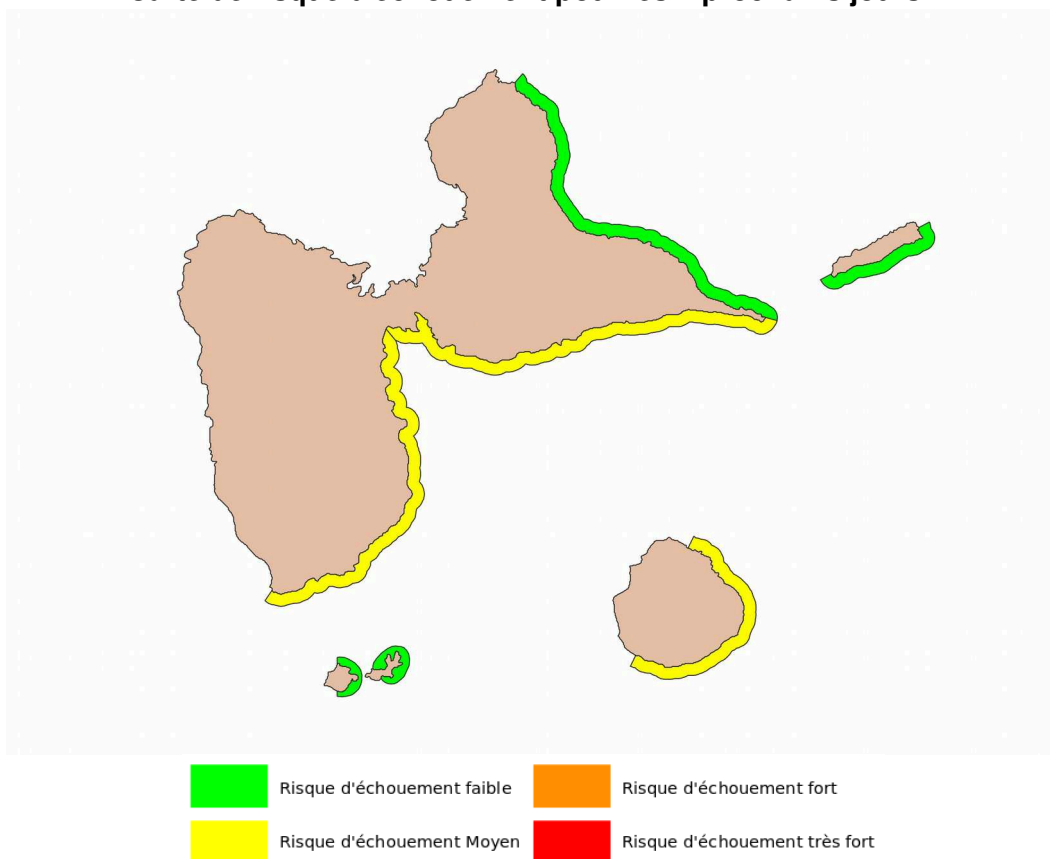 Risque d'échouement faible
Risque d'échouement fort
Risque d'échouement Moyen
Risque d'échouement très fort